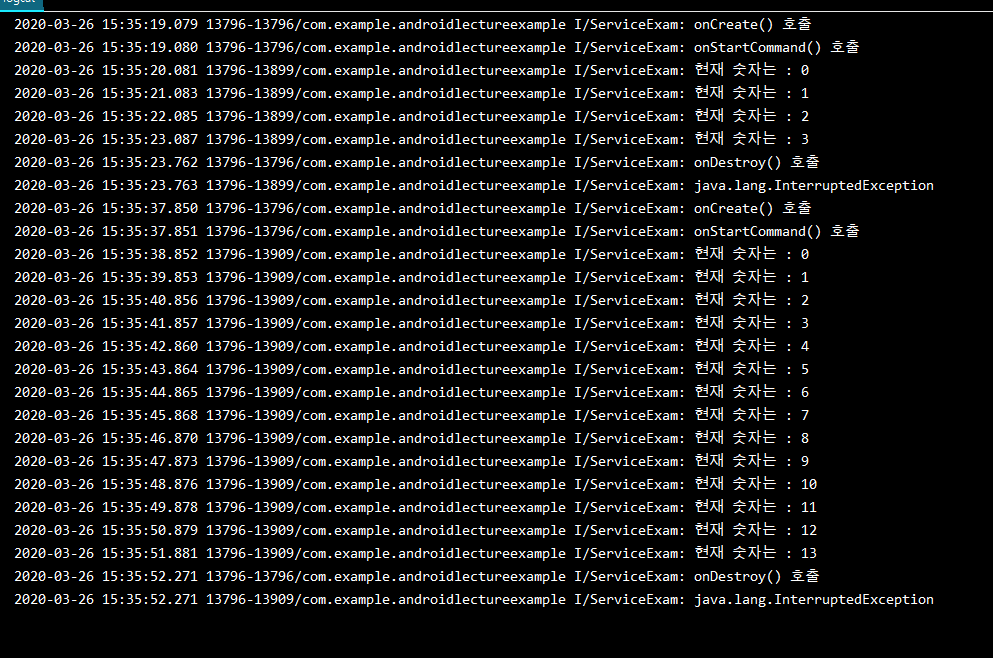 logcat
2020-03-26 15:35:19.079 13796-13796/com.example.androidlectureexample I/ServiceExam: onCreate() 호출
2020-03-26 15:35:19.080 13796-13796/com.example.androidlectureexample I/ServiceExam: onStartCommand() 호출
2020-03-26 15:35:20.081 13796-13899/com.example.androidlectureexample I/ServiceExam: 현재 숫자는 : 0
2020-03-26 15:35:21.083 13796-13899/com.example.androidlectureexample I/ServiceExam: 현재 숫자는 : 1
2020-03-26 15:35:22.085 13796-13899/com.example.androidlectureexample I/ServiceExam: 현재 숫자는 : 2
2020-03-26 15:35:23.087 13796-13899/com.example.androidlectureexample I/ServiceExam: 현재 숫자는 : 3
2020-03-26 15:35:23.762 13796-13796/com.example.androidlectureexample I/ServiceExam: onDestroy() 호출
2020-03-26 15:35:23.763 13796-13899/com.example.androidlectureexample I/ServiceExam: java.lang.InterruptedException
2020-03-26 15:35:37.850 13796-13796/com.example.androidlectureexample I/ServiceExam: onCreate() 호출
2020-03-26 15:35:37.851 13796-13796/com.example.androidlectureexample I/ServiceExam: onStartCommand() 호출
2020-03-26 15:35:38.852 13796-13909/com.example.androidlectureexample I/ServiceExam: 현재 숫자는 : 0
2020-03-26 15:35:39.853 13796-13909/com.example.androidlectureexample I/ServiceExam: 현재 숫자는 : 1
2020-03-26 15:35:40.856 13796-13909/com.example.androidlectureexample I/ServiceExam: 현재 숫자는 : 2
2020-03-26 15:35:41.857 13796-13909/com.example.androidlectureexample I/ServiceExam: 현재 숫자는 : 3
2020-03-26 15:35:42.860 13796-13909/com.example.androidlectureexample I/ServiceExam: 현재 숫자는 : 4
2020-03-26 15:35:43.864 13796-13909/com.example.androidlectureexample I/ServiceExam: 현재 숫자는 : 5
2020-03-26 15:35:44.865 13796-13909/com.example.androidlectureexample I/ServiceExam: 현재 숫자는 : 6
2020-03-26 15:35:45.868 13796-13909/com.example.androidlectureexample I/ServiceExam: 현재 숫자는 : 7
2020-03-26 15:35:46.870 13796-13909/com.example.androidlectureexample I/ServiceExam: 현재 숫자는 : 8
2020-03-26 15:35:47.873 13796-13909/com.example.androidlectureexample I/ServiceExam: 현재 숫자는 : 9
2020-03-26 15:35:48.876 13796-13909/com.example.androidlectureexample I/ServiceExam: 현재 숫자는 : 10
2020-03-26 15:35:49.878 13796-13909/com.example.androidlectureexample I/ServiceExam: 현재 숫자는 : 11
2020-03-26 15:35:50.879 13796-13909/com.example.androidlectureexample I/ServiceExam: 현재 숫자는 : 12
2020-03-26 15:35:51.881 13796-13909/com.example.androidlectureexample I/ServiceExam: 현재 숫자는 : 13
2020-03-26 15:35:52.271 13796-13796/com.example.androidlectureexample I/ServiceExam: onDestroy() 호출
2020-03-26 15:35:52.271 13796-13909/com.example.androidlectureexample I/ServiceExam: java.lang.InterruptedException